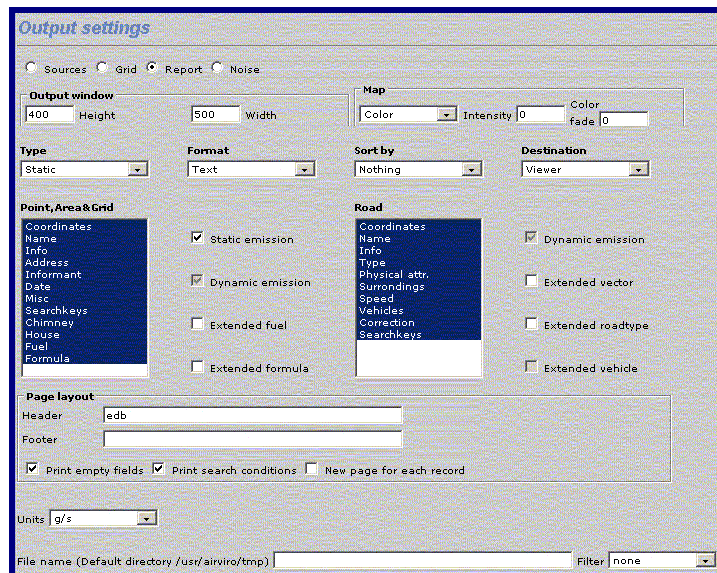 Output settings
Sources Grid Report Noise
Output window
400 Height 500 Width
Map
Color Intensity 0 Color fade 0
Type Format Sort by Destination
Static Text Nothing Viewer
Point,Area&Grid
Coordinates
Name
Info
Address
Informant
Date
Misc
Searchkeys
Chimney
House
Fuel
Formula
Static emission
Dynamic emission
Extended fuel
Extended formula
Road
Coordinates
Name
Info
Type
Physical attr.
Surrondings
Speed
Vehicles
Correction
Searchkeys
Dynamic emission
Extended vector
Extended roadtype
Extended vehicle
Page layout
Header edb
Footer
Print empty fields Print search conditions New page for each record
Units g/s
File name (Default directory /usr/airviro/tmp) Filter none